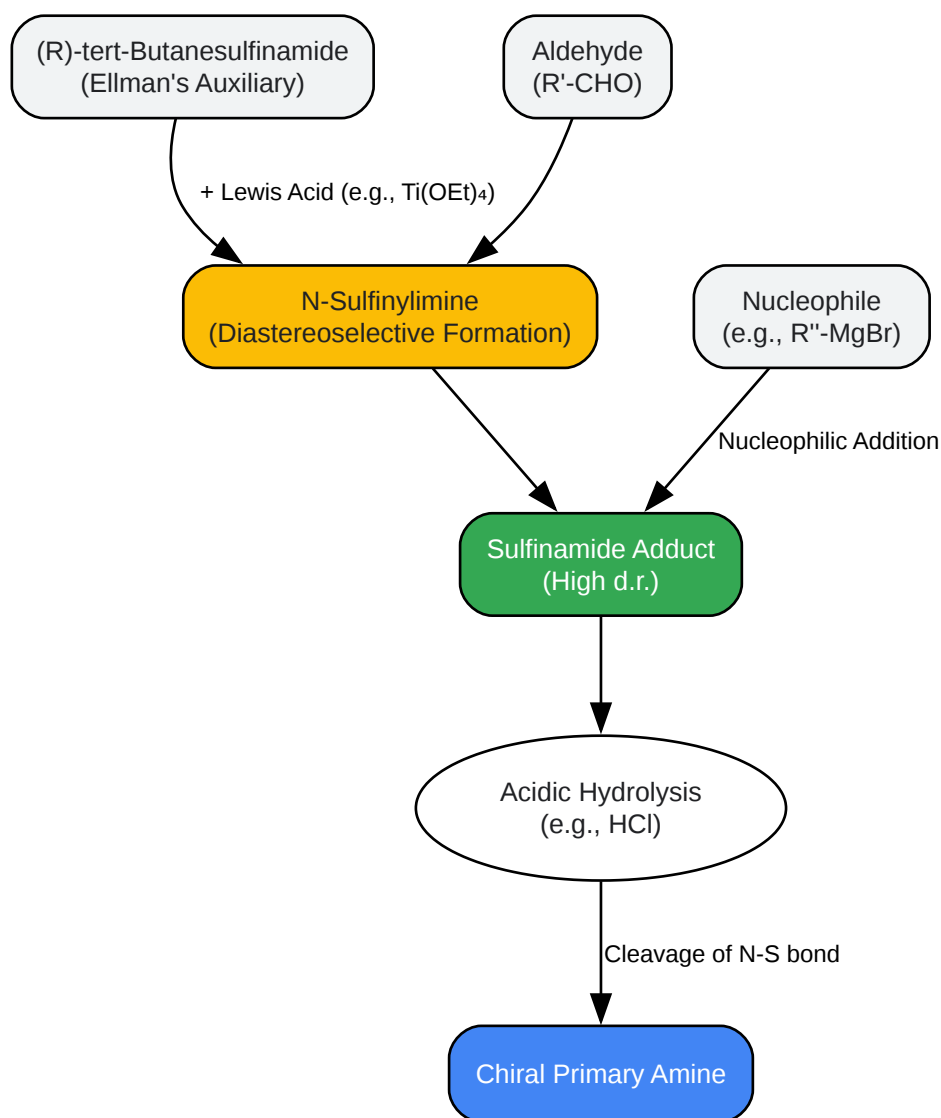 (R)-tert-Butanesulfinamide
(Ellman's Auxiliary)
Aldehyde
(R'-CHO)
+ Lewis Acid (e.g., Ti(OEt)₄)
N-Sulfinylimine
(Diastereoselective Formation)
Nucleophile
(e.g., R''-MgBr)
Nucleophilic Addition
Sulfinamide Adduct
(High d.r.)
Acidic Hydrolysis
(e.g., HCl)
Cleavage of N-S bond
Chiral Primary Amine